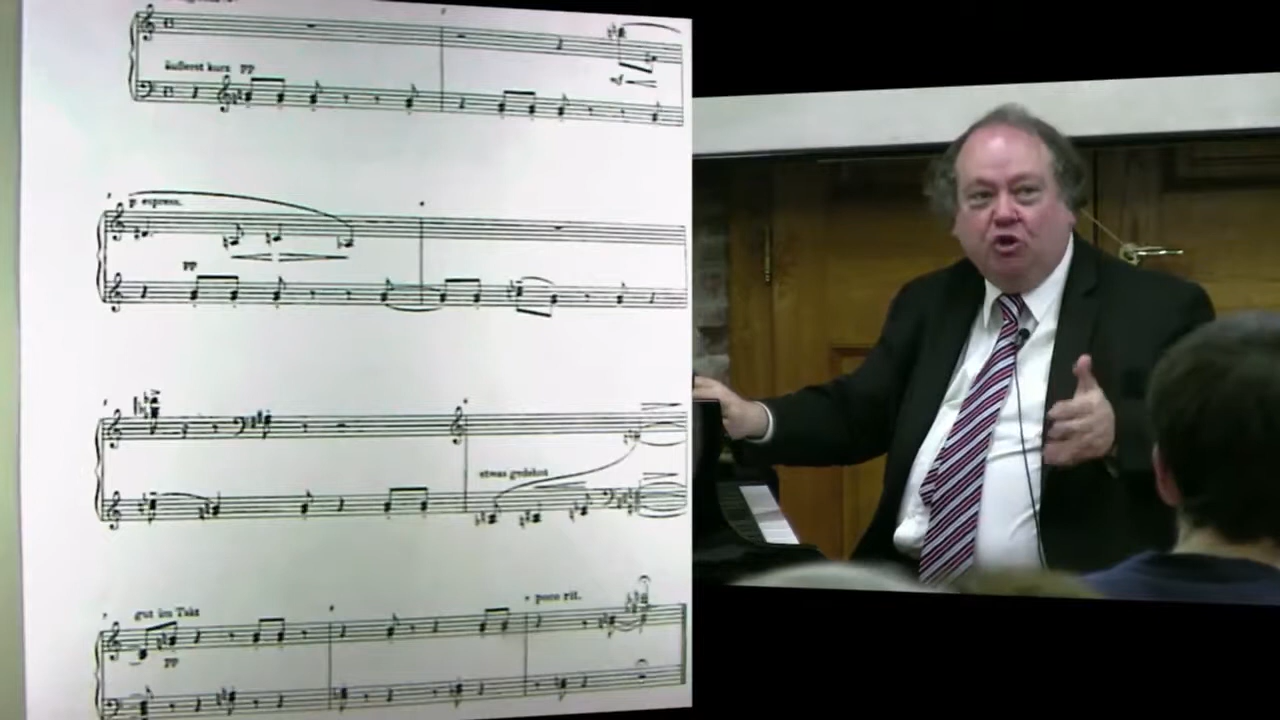 äußerst kurz pp
mf
p express.
pp
etwas gedehnt
gut im Takt
poco rit.
pp